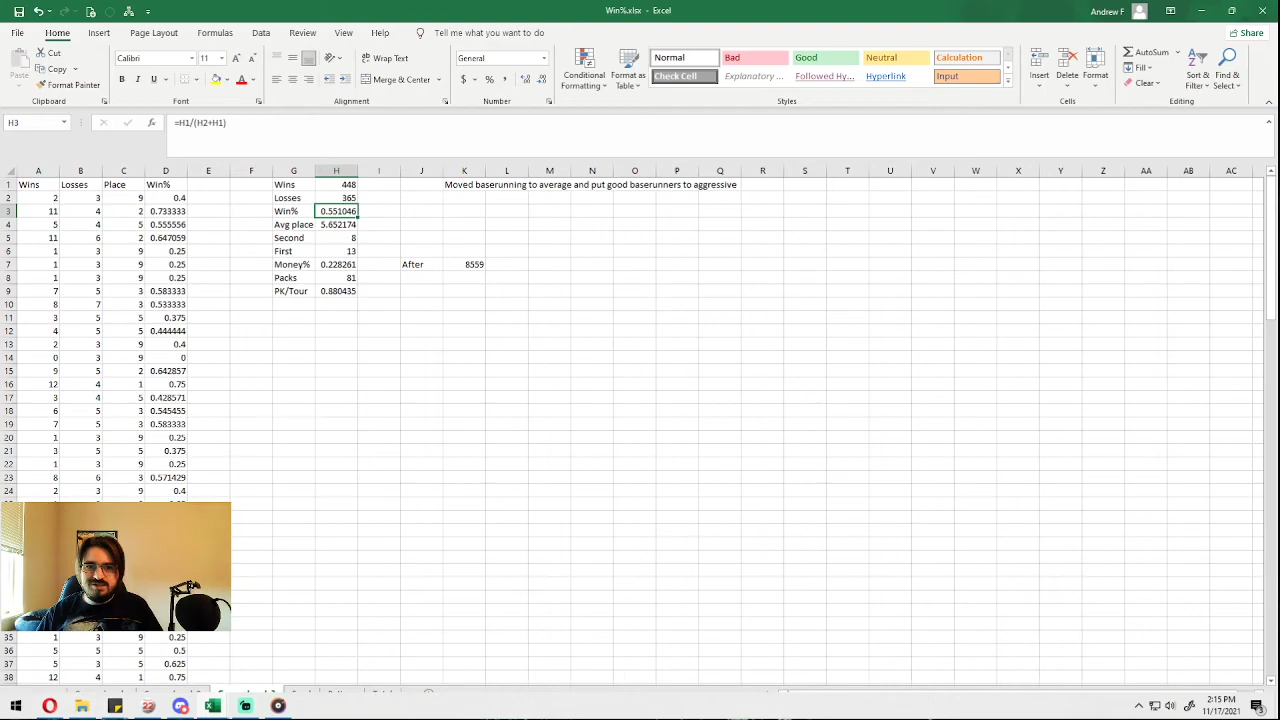 Win%.xlsx - Excel
Andrew F
File Home Insert Page Layout Formulas Data Review View Help Tell me what you want to do Share
Paste
Cut
Copy
Format Painter
Clipboard
Calibri 11
B I U
Font
Merge & Center
Alignment
General
$ % ,
Number
Conditional Formatting
Format as Table
Normal Bad Good Neutral Calculation
Check Cell Explanatory ... Followed Hy... Hyperlink Input
Styles
Insert Delete Format
Cells
AutoSum
Fill
Clear
Sort & Filter
Find & Select
Editing
H3 fx =H1/(H2+H1)
A B C D E F G H I J K L M N O P Q R S T U V W X Y Z AA AB AC
1 Wins Losses Place Win% Wins 448 Moved baserunning to average and put good baserunners to aggressive
2 2 3 9 0.4 Losses 365
3 11 4 2 0.733333 Win% 0.551046
4 5 4 5 0.555556 Avg place 5.652174
5 11 6 2 0.647059 Second 8
6 1 3 9 0.25 First 13
7 1 3 9 0.25 Money% 0.228261 After 8559
8 1 3 9 0.25 Packs 81
9 7 5 3 0.583333 PK/Tour 0.880435
10 8 7 3 0.533333
11 3 5 5 0.375
12 4 5 5 0.444444
13 2 3 9 0.4
14 0 3 9 0
15 9 5 2 0.642857
16 12 4 1 0.75
17 3 4 5 0.428571
18 6 5 3 0.545455
19 7 5 3 0.583333
20 1 3 9 0.25
21 3 5 5 0.375
22 1 3 9 0.25
23 8 6 3 0.571429
24 2 3 9 0.4
35 1 3 9 0.25
36 5 5 5 0.5
37 5 3 5 0.625
38 12 4 1 0.75
22
2:15 PM
11/17/2021
3